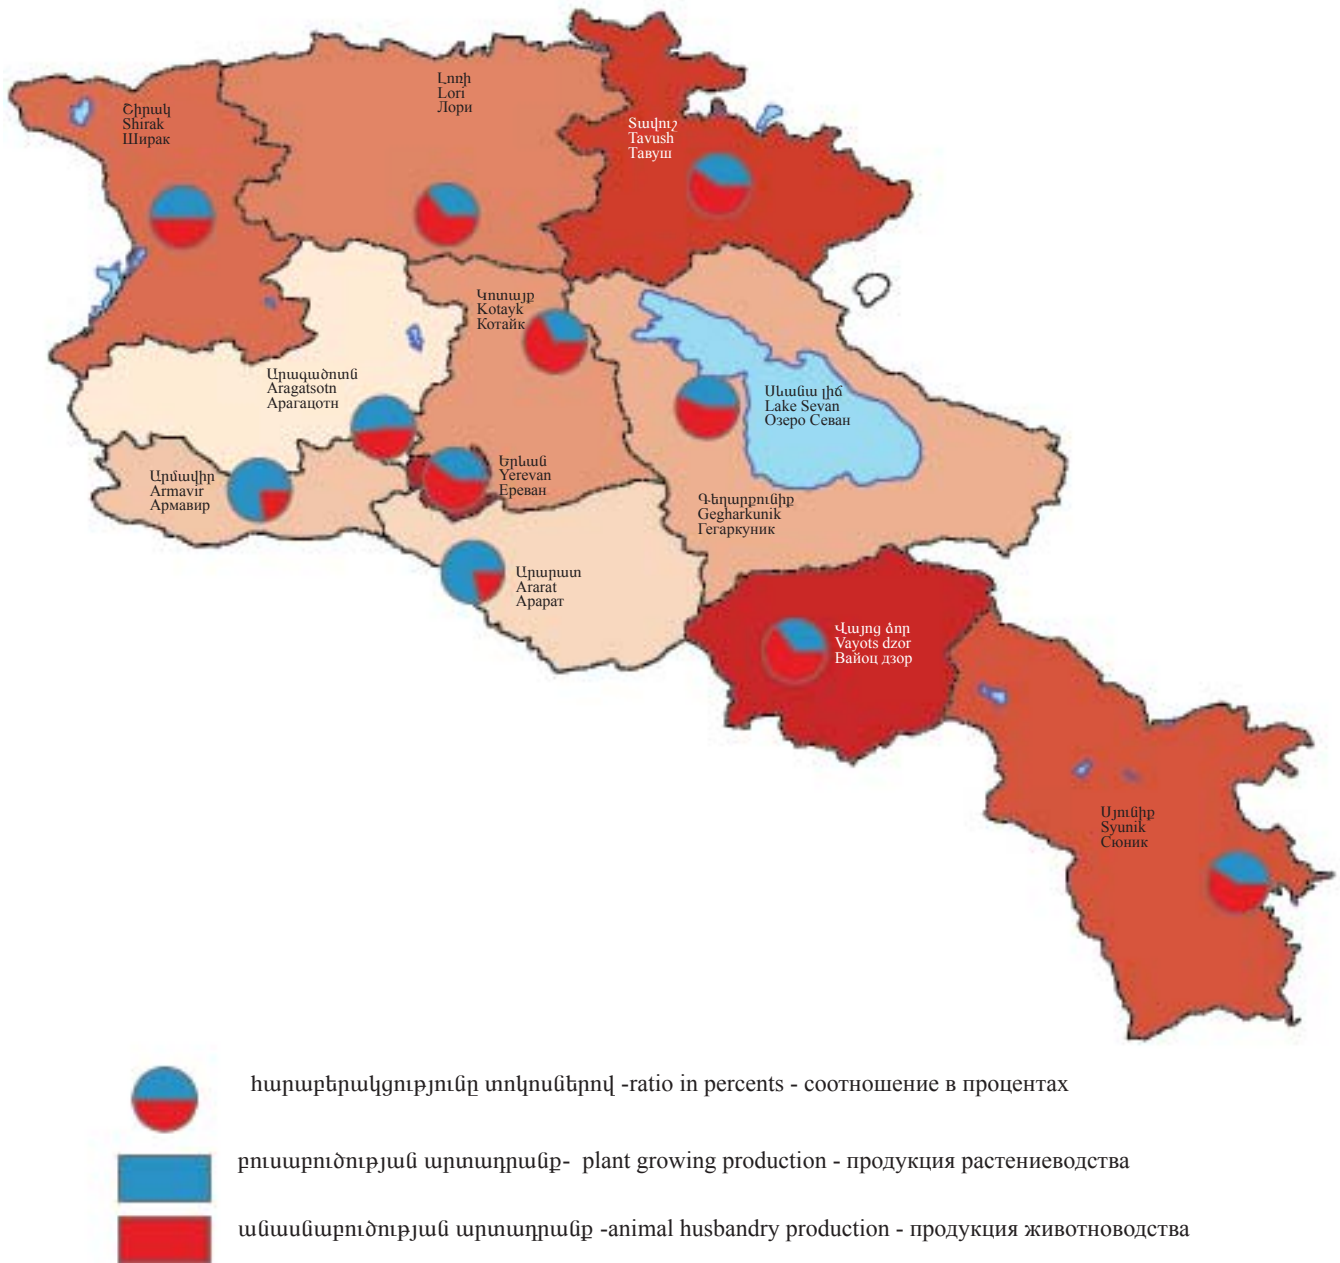 Շիրակ
Shirak
Ширак
Լոռի
Lori
Лори
Տավուշ
Tavush
Тавуш
Կոտայք
Kotayk
Котайк
Արագածոտն
Aragatsotn
Арагацотн
Սևանա լիճ
Lake Sevan
Озеро Севан
Արմավիր
Armavir
Армавир
Երևան
Yerevan
Ереван
Գեղարքունիք
Gegharkunik
Гегаркуник
Արարատ
Ararat
Арарат
Վայոց ձոր
Vayots dzor
Вайоц дзор
Սյունիք
Syunik
Сюник
հարաբերակցությունը տոկոսներով -ratio in percents - соотношение в процентах
բուսաբուծության արտադրանք- plant growing production - продукция растениеводства
անասնաբուծության արտադրանք -animal husbandry production - продукция животноводства